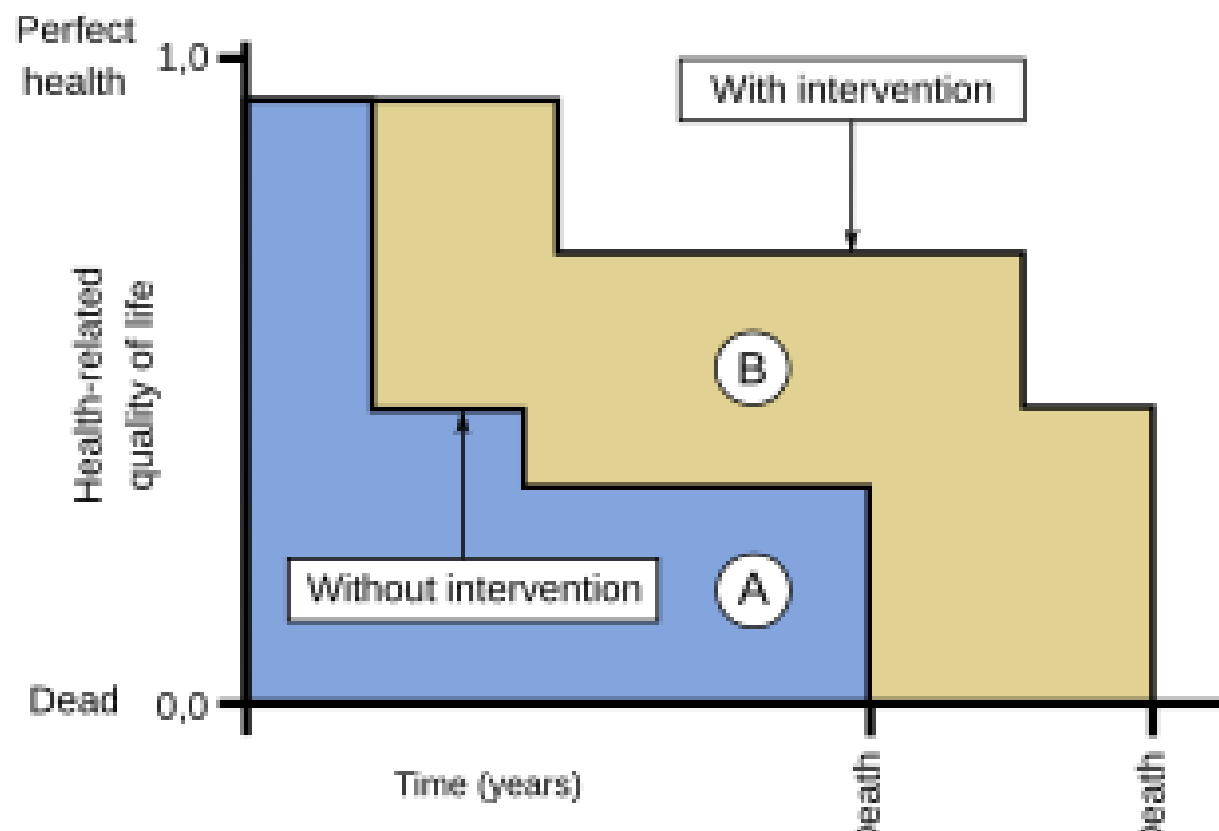 Perfect
health
1,0
With intervention
Health-related
quality of life
B
Without intervention
A
Dead
0,0
Time (years)